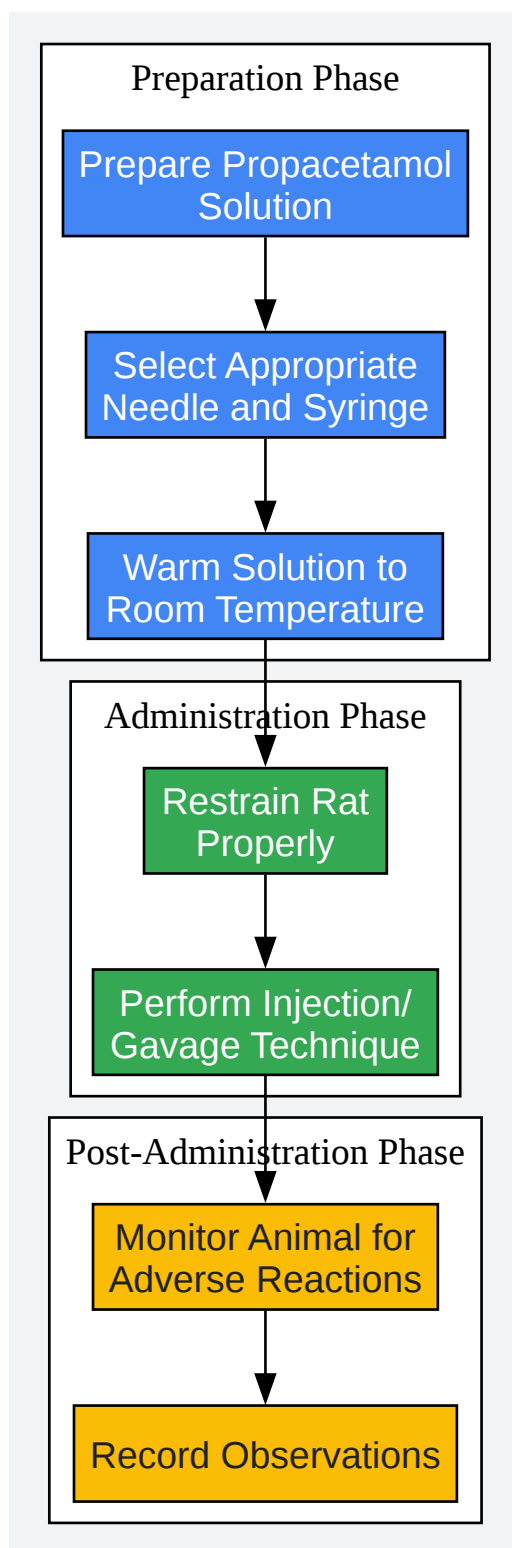 Preparation Phase
Prepare Propacetamol
Solution
Select Appropriate
Needle and Syringe
Warm Solution to
Room Temperature
Administration Phase
Restrain Rat
Properly
Perform Injection/
Gavage Technique
Post-Administration Phase
Monitor Animal for
Adverse Reactions
Record Observations